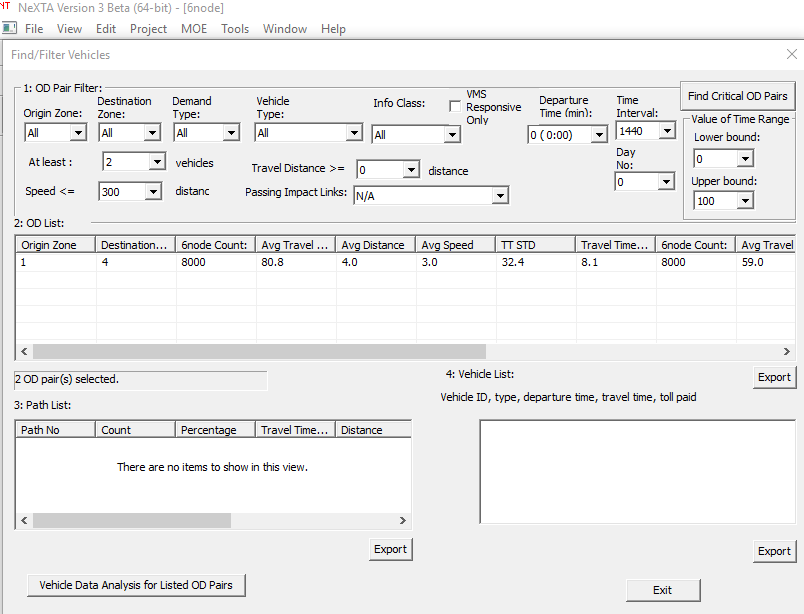 NeXTA Version 3 Beta (64-bit) - [6node]
File View Edit Project MOE Tools Window Help
Find/Filter Vehicles
1: OD Pair Filter:
Origin Zone: Destination Zone: Demand Type: Vehicle Type: Info Class: VMS Responsive Only Departure Time (min): Time Interval: Find Critical OD Pairs
All All All All All 0 ( 0:00) 1440
Value of Time Range
Lower bound:
At least : 2 vehicles Travel Distance >= 0 distance Day No: 0
Speed <= 300 distanc Passing Impact Links: N/A 0 Upper bound:
100
2: OD List:
Origin Zone Destination... 6node Count: Avg Travel ... Avg Distance Avg Speed TT STD Travel Time... 6node Count: Avg Travel
1 4 8000 80.8 4.0 3.0 32.4 8.1 8000 59.0
2 OD pair(s) selected.
4: Vehicle List: Export
Vehicle ID, type, departure time, travel time, toll paid
3: Path List:
Path No Count Percentage Travel Time... Distance
There are no items to show in this view.
Export Export
Vehicle Data Analysis for Listed OD Pairs Exit